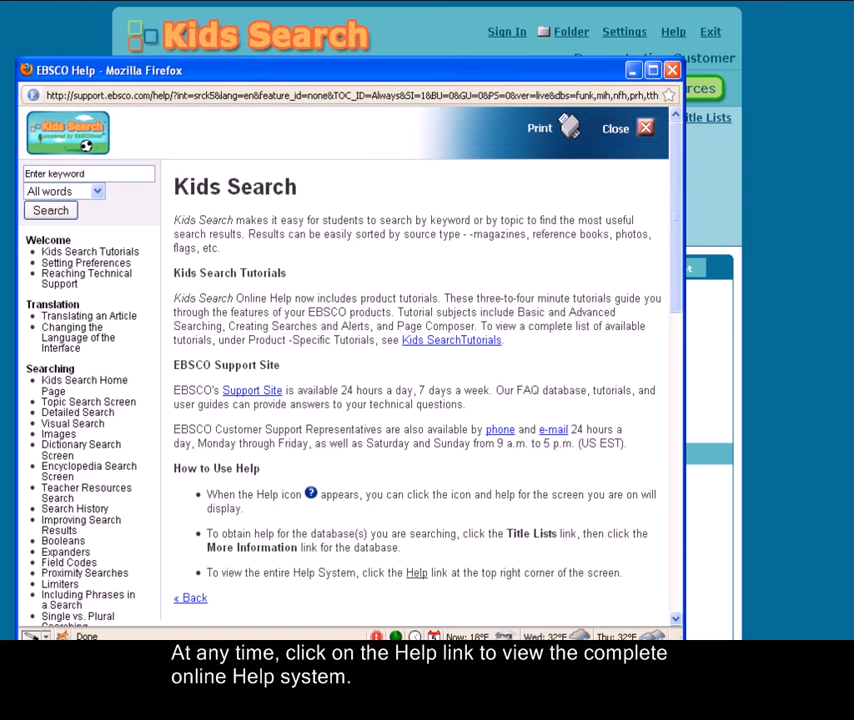 Kids Search
Sign In Folder Settings Help Exit
Customer
EBSCO Help - Mozilla Firefox
http://support.ebsco.com/help/?int=srck5&lang=en&feature_id=none&TOC_ID=Always&SI=1&BU=0&GU=0&PS=0&ver=live&dbs=funk,mih,nfh,prh,tth
rces
itle Lists
Kids Search
Print
Close
Enter keyword
All words
Search
Welcome
Kids Search Tutorials
Setting Preferences
Reaching Technical
Support
Translation
Translating an Article
Changing the
Language of the
Interface
Searching
Kids Search Home
Page
Topic Search Screen
Detailed Search
Visual Search
Images
Dictionary Search
Screen
Encyclopedia Search
Screen
Teacher Resources
Search
Search History
Improving Search
Results
Booleans
Expanders
Field Codes
Proximity Searches
Limiters
Including Phrases in
a Search
Single vs. Plural
Kids Search
Kids Search makes it easy for students to search by keyword or by topic to find the most useful
search results. Results can be easily sorted by source type - -magazines, reference books, photos,
flags, etc.
Kids Search Tutorials
Kids Search Online Help now includes product tutorials. These three-to-four minute tutorials guide you
through the features of your EBSCO products. Tutorial subjects include Basic and Advanced
Searching, Creating Searches and Alerts, and Page Composer. To view a complete list of available
tutorials, under Product -Specific Tutorials, see Kids SearchTutorials.
EBSCO Support Site
EBSCO's Support Site is available 24 hours a day, 7 days a week. Our FAQ database, tutorials, and
user guides can provide answers to your technical questions.
EBSCO Customer Support Representatives are also available by phone and e-mail 24 hours a
day, Monday through Friday, as well as Saturday and Sunday from 9 a.m. to 5 p.m. (US EST).
How to Use Help
When the Help icon ? appears, you can click the icon and help for the screen you are on will
display.
To obtain help for the database(s) you are searching, click the Title Lists link, then click the
More Information link for the database.
To view the entire Help System, click the Help link at the top right corner of the screen.
« Back
Done
Now: 18°F Wed: 32°F Thu: 32°F
At any time, click on the Help link to view the complete
online Help system.